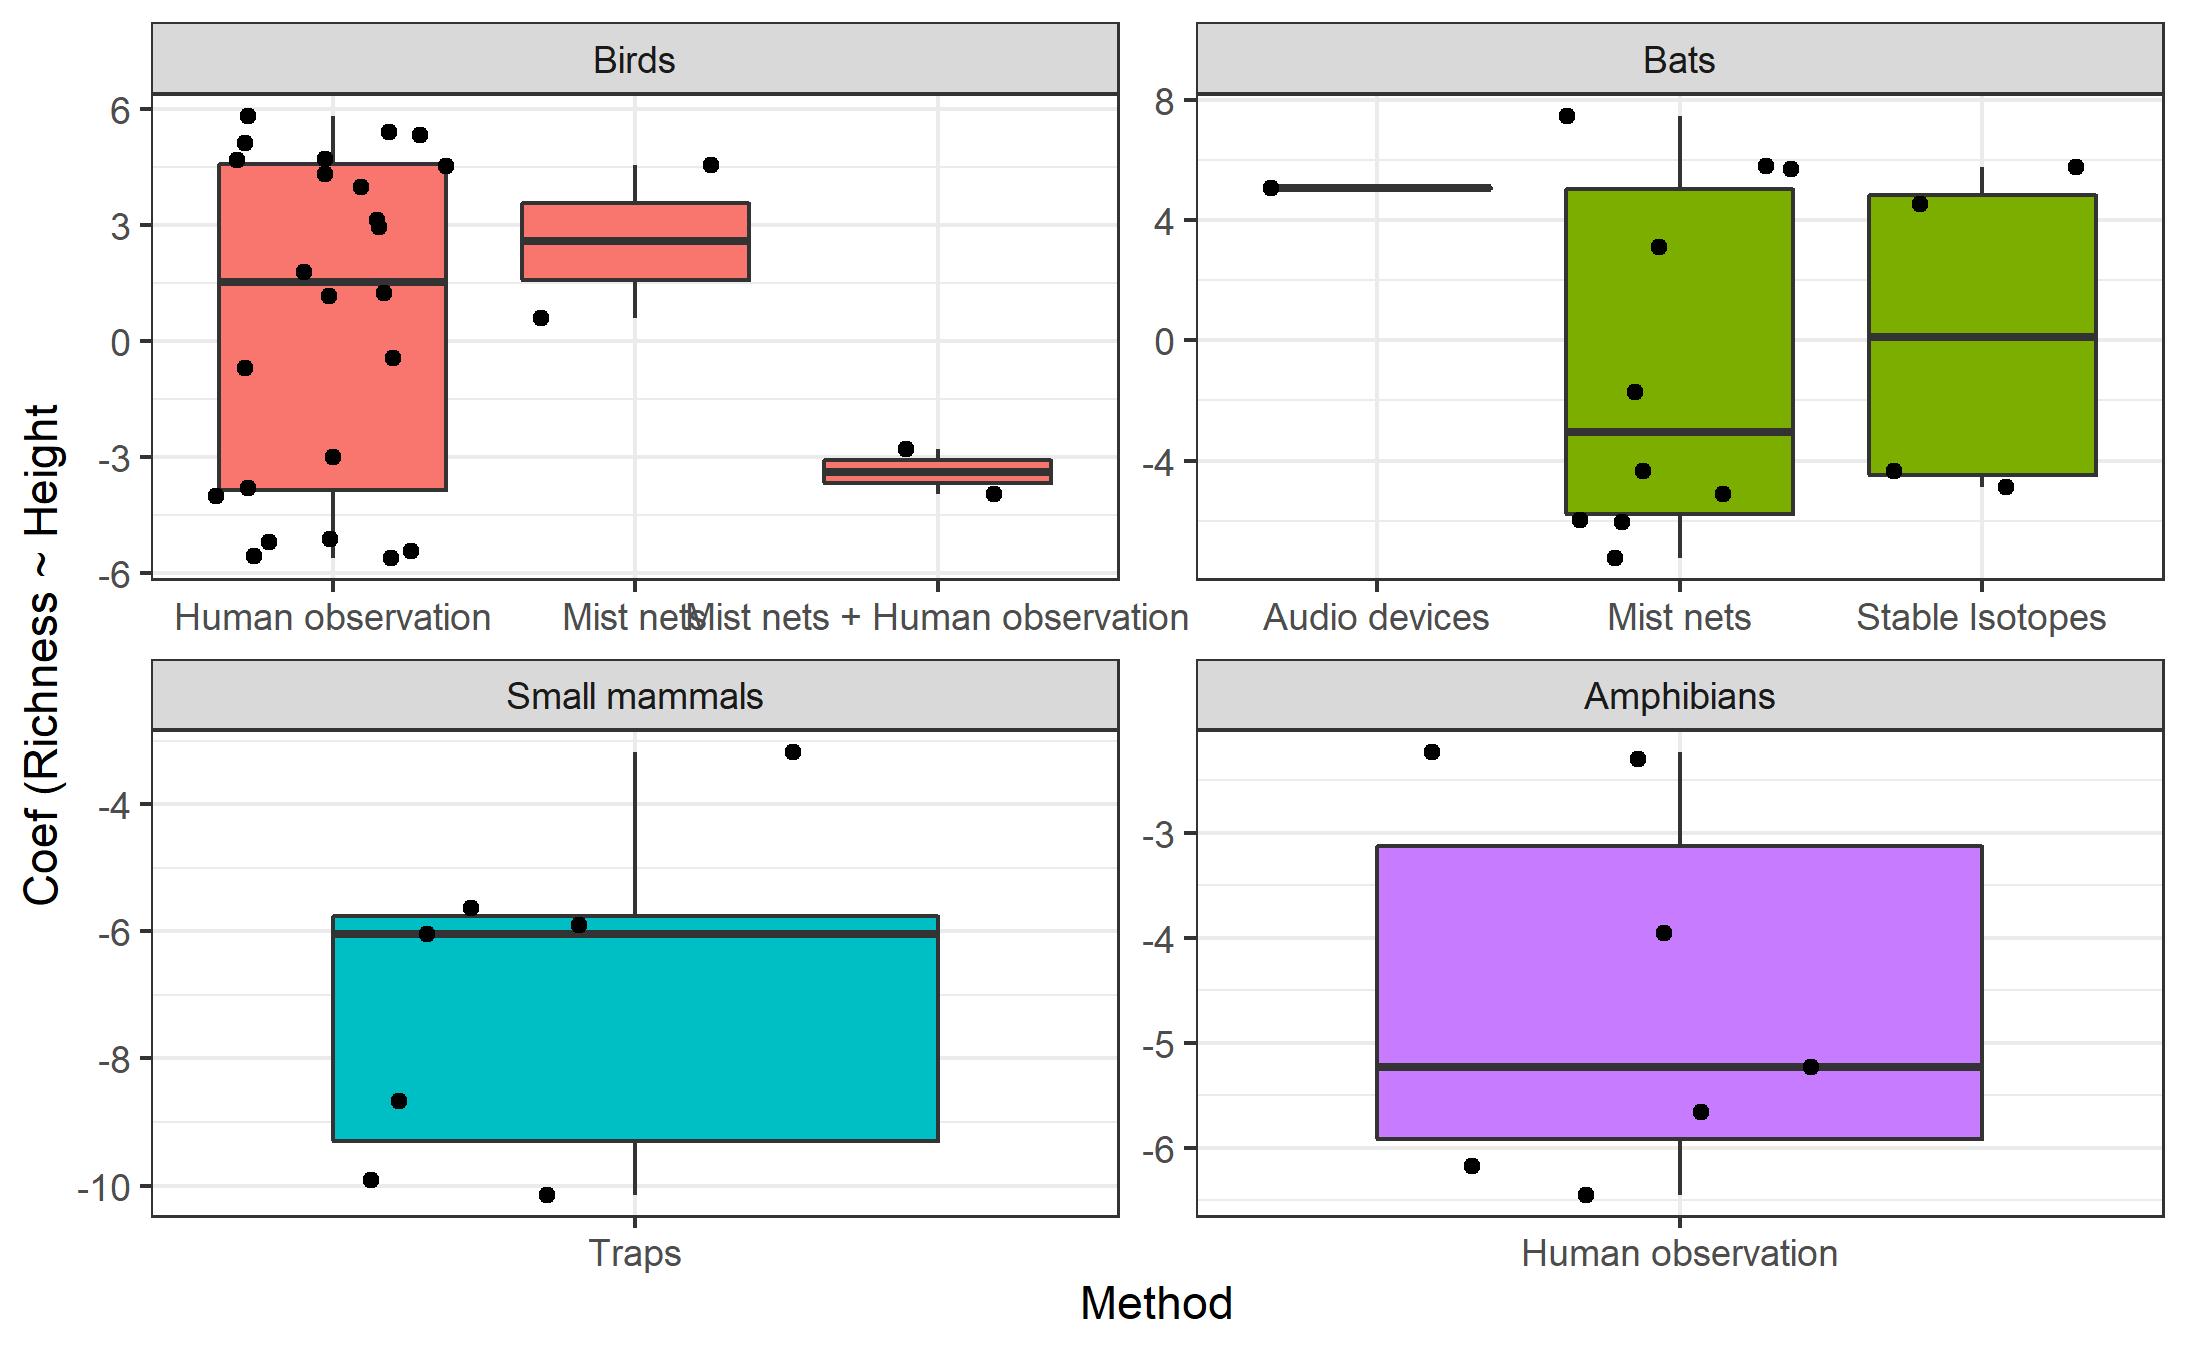 Birds
Bats
6
3
0
-3
-6
8
4
0
-4
Human observation
Mist nets
Mist nets + Human observation
Audio devices
Mist nets
Stable Isotopes
Small mammals
Amphibians
-4
-6
-8
-10
-3
-4
-5
-6
Traps
Human observation
Method
Coef (Richness ~ Height